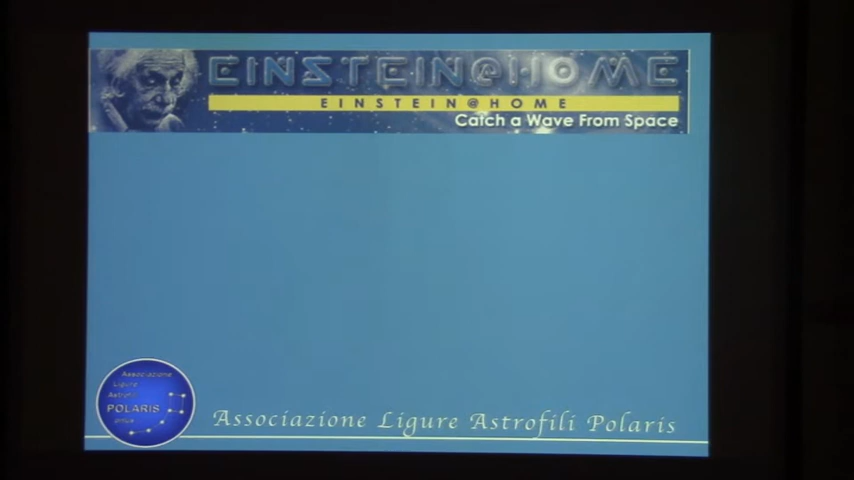 EINSTEIN@HOME
EINSTEIN@HOME
Catch a Wave From Space
Associazione
Ligure
Astrofili
POLARIS
onlus
Associazione Ligure Astrofili Polaris